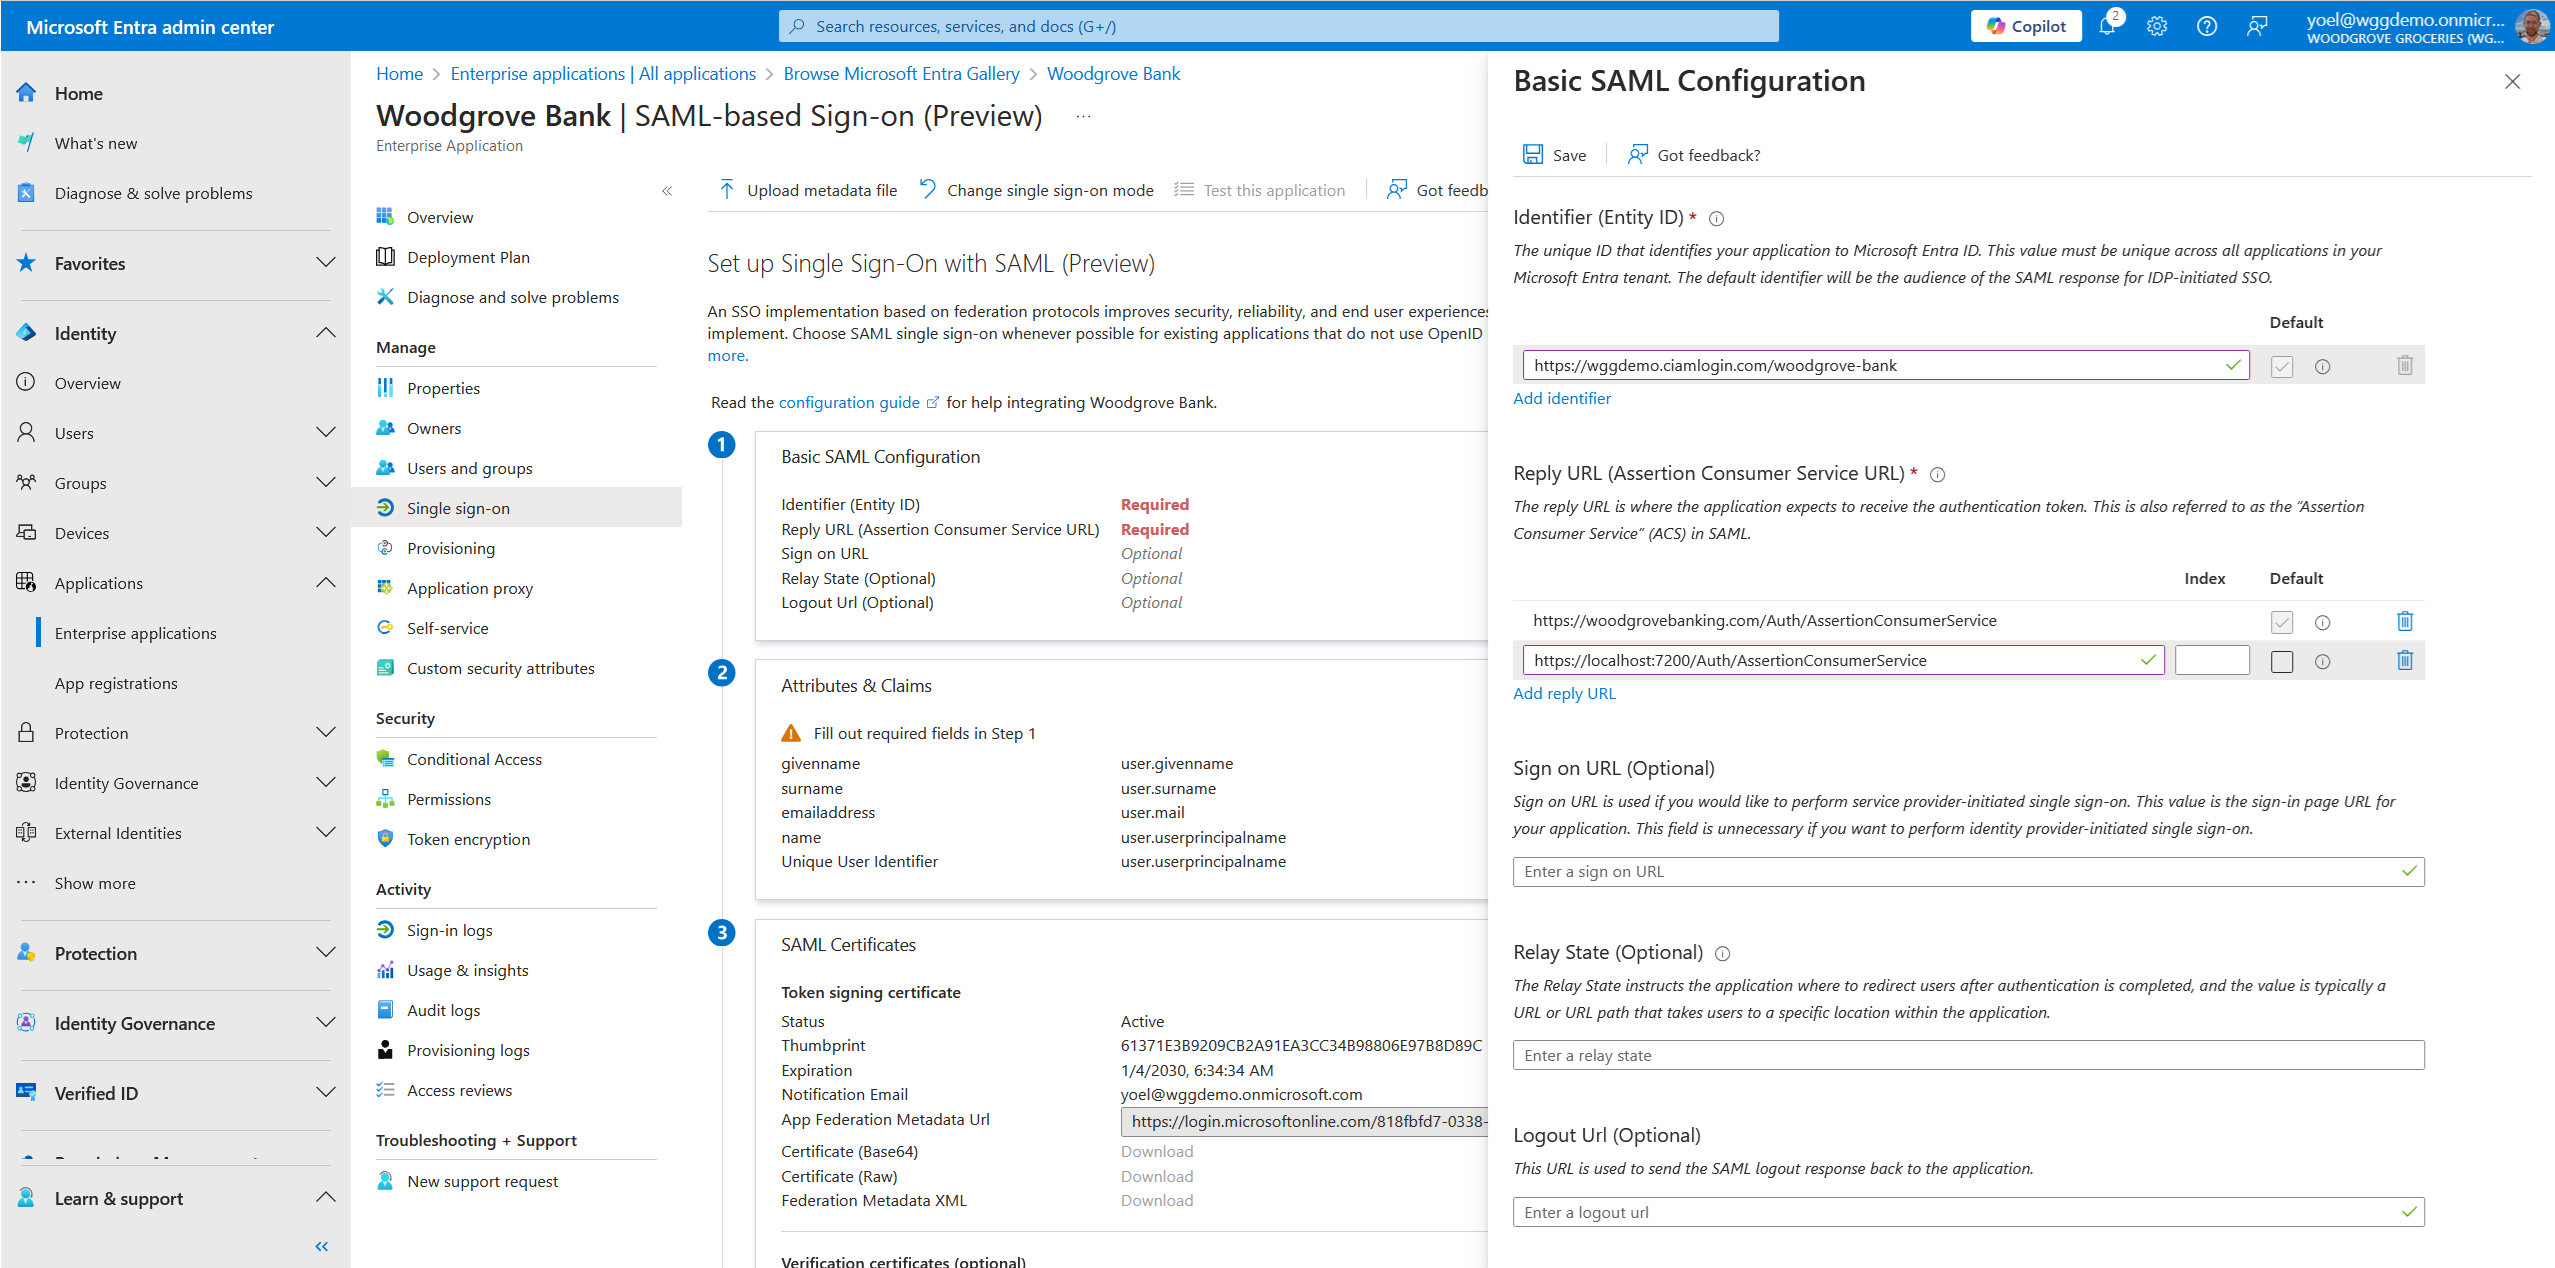 Microsoft Entra admin center
Search resources, services, and docs (G+/)
Copilot
2
yoel@wggdemo.onmicr...
WOODGROVE GROCERIES (WG...
Home
What's new
Diagnose & solve problems
Favorites
Identity
Overview
Users
Groups
Devices
Applications
Enterprise applications
App registrations
Protection
Identity Governance
External Identities
Show more
Protection
Identity Governance
Verified ID
Learn & support
Home > Enterprise applications | All applications > Browse Microsoft Entra Gallery > Woodgrove Bank
Woodgrove Bank | SAML-based Sign-on (Preview) ...
Enterprise Application
Overview
Deployment Plan
Diagnose and solve problems
Manage
Properties
Owners
Users and groups
Single sign-on
Provisioning
Application proxy
Self-service
Custom security attributes
Security
Conditional Access
Permissions
Token encryption
Activity
Sign-in logs
Usage & insights
Audit logs
Provisioning logs
Access reviews
Troubleshooting + Support
New support request
Upload metadata file Change single sign-on mode Test this application Got feedb
Set up Single Sign-On with SAML (Preview)
An SSO implementation based on federation protocols improves security, reliability, and end user experiences
implement. Choose SAML single sign-on whenever possible for existing applications that do not use OpenID
more.
Read the configuration guide for help integrating Woodgrove Bank.
1
Basic SAML Configuration
Identifier (Entity ID) Required
Reply URL (Assertion Consumer Service URL) Required
Sign on URL Optional
Relay State (Optional) Optional
Logout Url (Optional) Optional
2
Attributes & Claims
Fill out required fields in Step 1
givenname user.givenname
surname user.surname
emailaddress user.mail
name user.userprincipalname
Unique User Identifier user.userprincipalname
3
SAML Certificates
Token signing certificate
Status Active
Thumbprint 61371E3B9209CB2A91EA3CC34B98806E97B8D89C
Expiration 1/4/2030, 6:34:34 AM
Notification Email yoel@wggdemo.onmicrosoft.com
App Federation Metadata Url https://login.microsoftonline.com/818fbfd7-0338-
Certificate (Base64) Download
Certificate (Raw) Download
Federation Metadata XML Download
Verification certificates (optional)
Basic SAML Configuration
Save Got feedback?
Identifier (Entity ID) *
The unique ID that identifies your application to Microsoft Entra ID. This value must be unique across all applications in your
Microsoft Entra tenant. The default identifier will be the audience of the SAML response for IDP-initiated SSO.
Default
https://wggdemo.ciamlogin.com/woodgrove-bank
Add identifier
Reply URL (Assertion Consumer Service URL) *
The reply URL is where the application expects to receive the authentication token. This is also referred to as the “Assertion
Consumer Service” (ACS) in SAML.
Index Default
https://woodgrovebanking.com/Auth/AssertionConsumerService
https://localhost:7200/Auth/AssertionConsumerService
Add reply URL
Sign on URL (Optional)
Sign on URL is used if you would like to perform service provider-initiated single sign-on. This value is the sign-in page URL for
your application. This field is unnecessary if you want to perform identity provider-initiated single sign-on.
Enter a sign on URL
Relay State (Optional)
The Relay State instructs the application where to redirect users after authentication is completed, and the value is typically a
URL or URL path that takes users to a specific location within the application.
Enter a relay state
Logout Url (Optional)
This URL is used to send the SAML logout response back to the application.
Enter a logout url